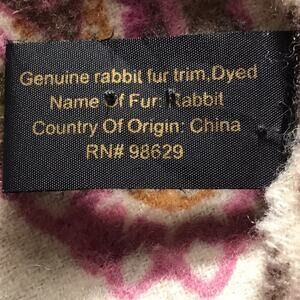 Genuine rabbit fur trim,Dyed
Name Of Fur: Rabbit
Country Of Origin: China
RN# 98629